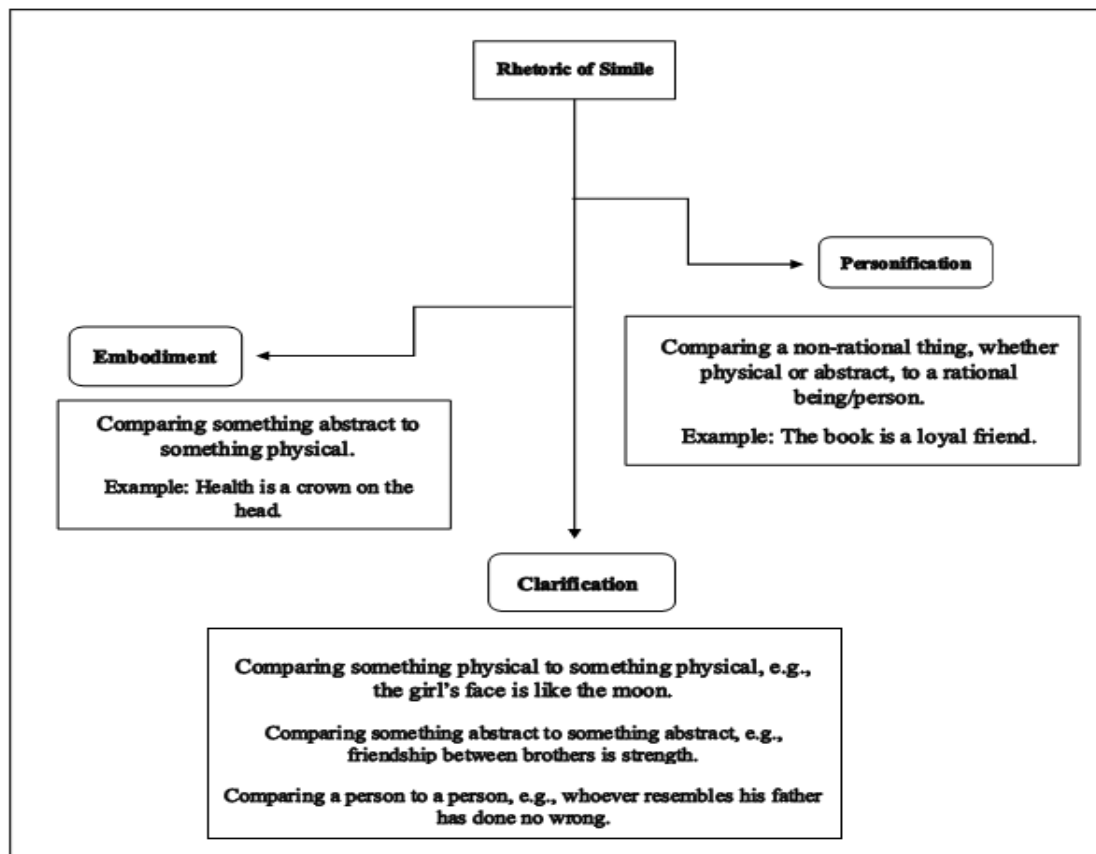 Rhetoric of Simile
Personification
Comparing a non-rational thing, whether
physical or abstract, to a rational
being/person.
Example: The book is a loyal friend.
Embodiment
Comparing something abstract to
something physical.
Example: Health is a crown on the
head.
Clarification
Comparing something physical to something physical, e.g.,
the girl’s face is like the moon.
Comparing something abstract to something abstract, e.g.,
friendship between brothers is strength.
Comparing a person to a person, e.g., whoever resembles his father
has done no wrong.